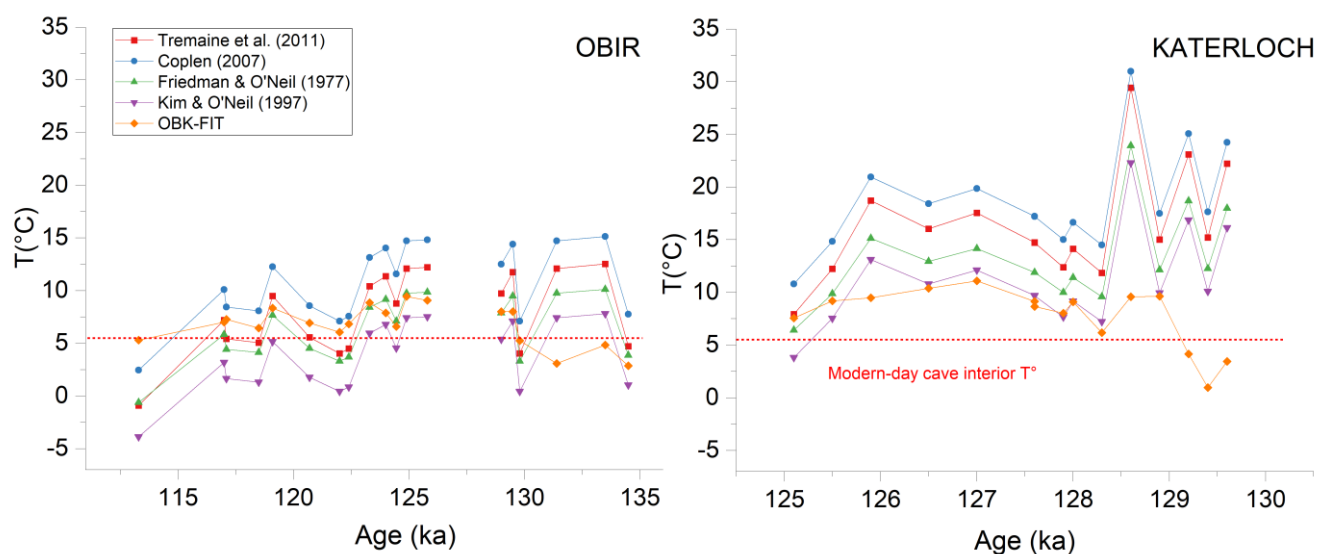 OBIR
Tremaine et al. (2011)
Coplen (2007)
Friedman & O'Neil (1977)
Kim & O'Neil (1997)
OBK-FIT
35
30
25
20
15
10
5
0
-5
T(°C)
115
120
125
130
135
Age (ka)
KATERLOCH
35
30
25
20
15
10
5
0
-5
T(°C)
Modern-day cave interior T°
125
126
127
128
129
130
Age (ka)